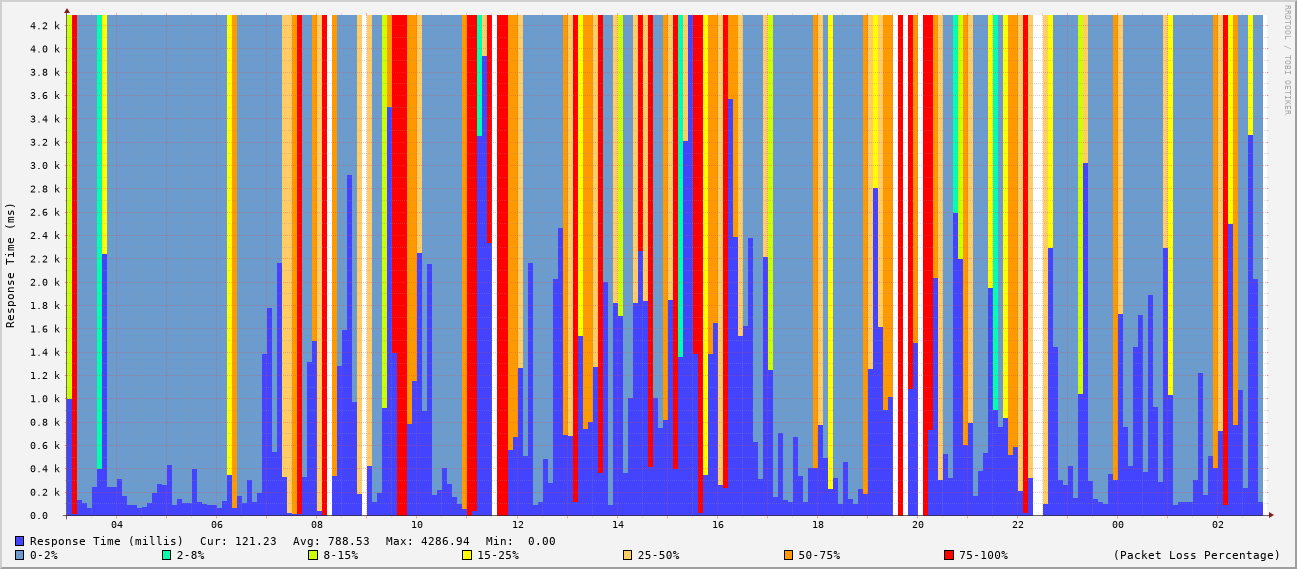 4.2 k
4.0 k
3.8 k
3.6 k
3.4 k
3.2 k
3.0 k
2.8 k
2.6 k
2.4 k
2.2 k
2.0 k
1.8 k
1.6 k
1.4 k
1.2 k
1.0 k
0.8 k
0.6 k
0.4 k
0.2 k
0.0
Response Time (ms)
RRDTOOL / TOBI OETIKER
04 06 08 10 12 14 16 18 20 22 00 02
Response Time (millis) Cur: 121.23 Avg: 788.53 Max: 4286.94 Min: 0.00
0-2% 2-8% 8-15% 15-25% 25-50% 50-75% 75-100% (Packet Loss Percentage)